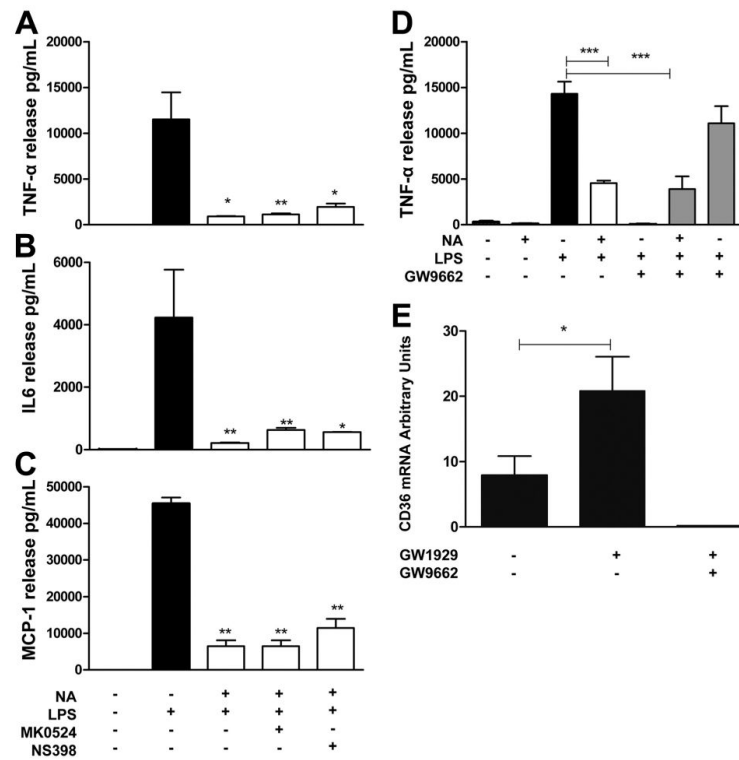 A
TNF-α release pg/mL
20000
15000
10000
5000
0
*
**
*
B
IL6 release pg/mL
6000
4000
2000
0
**
**
*
C
MCP-1 release pg/mL
50000
40000
30000
20000
10000
0
**
**
**
NA - - + + +
LPS - + + + +
MK0524 +
NS398 +
D
TNF-α release pg/mL
20000
15000
10000
5000
0
***
***
NA - + - + - + -
LPS - - + + + + +
GW9662 + + +
E
CD36 mRNA Arbitrary Units
30
20
10
0
*
GW1929 - + +
GW9662 - - +